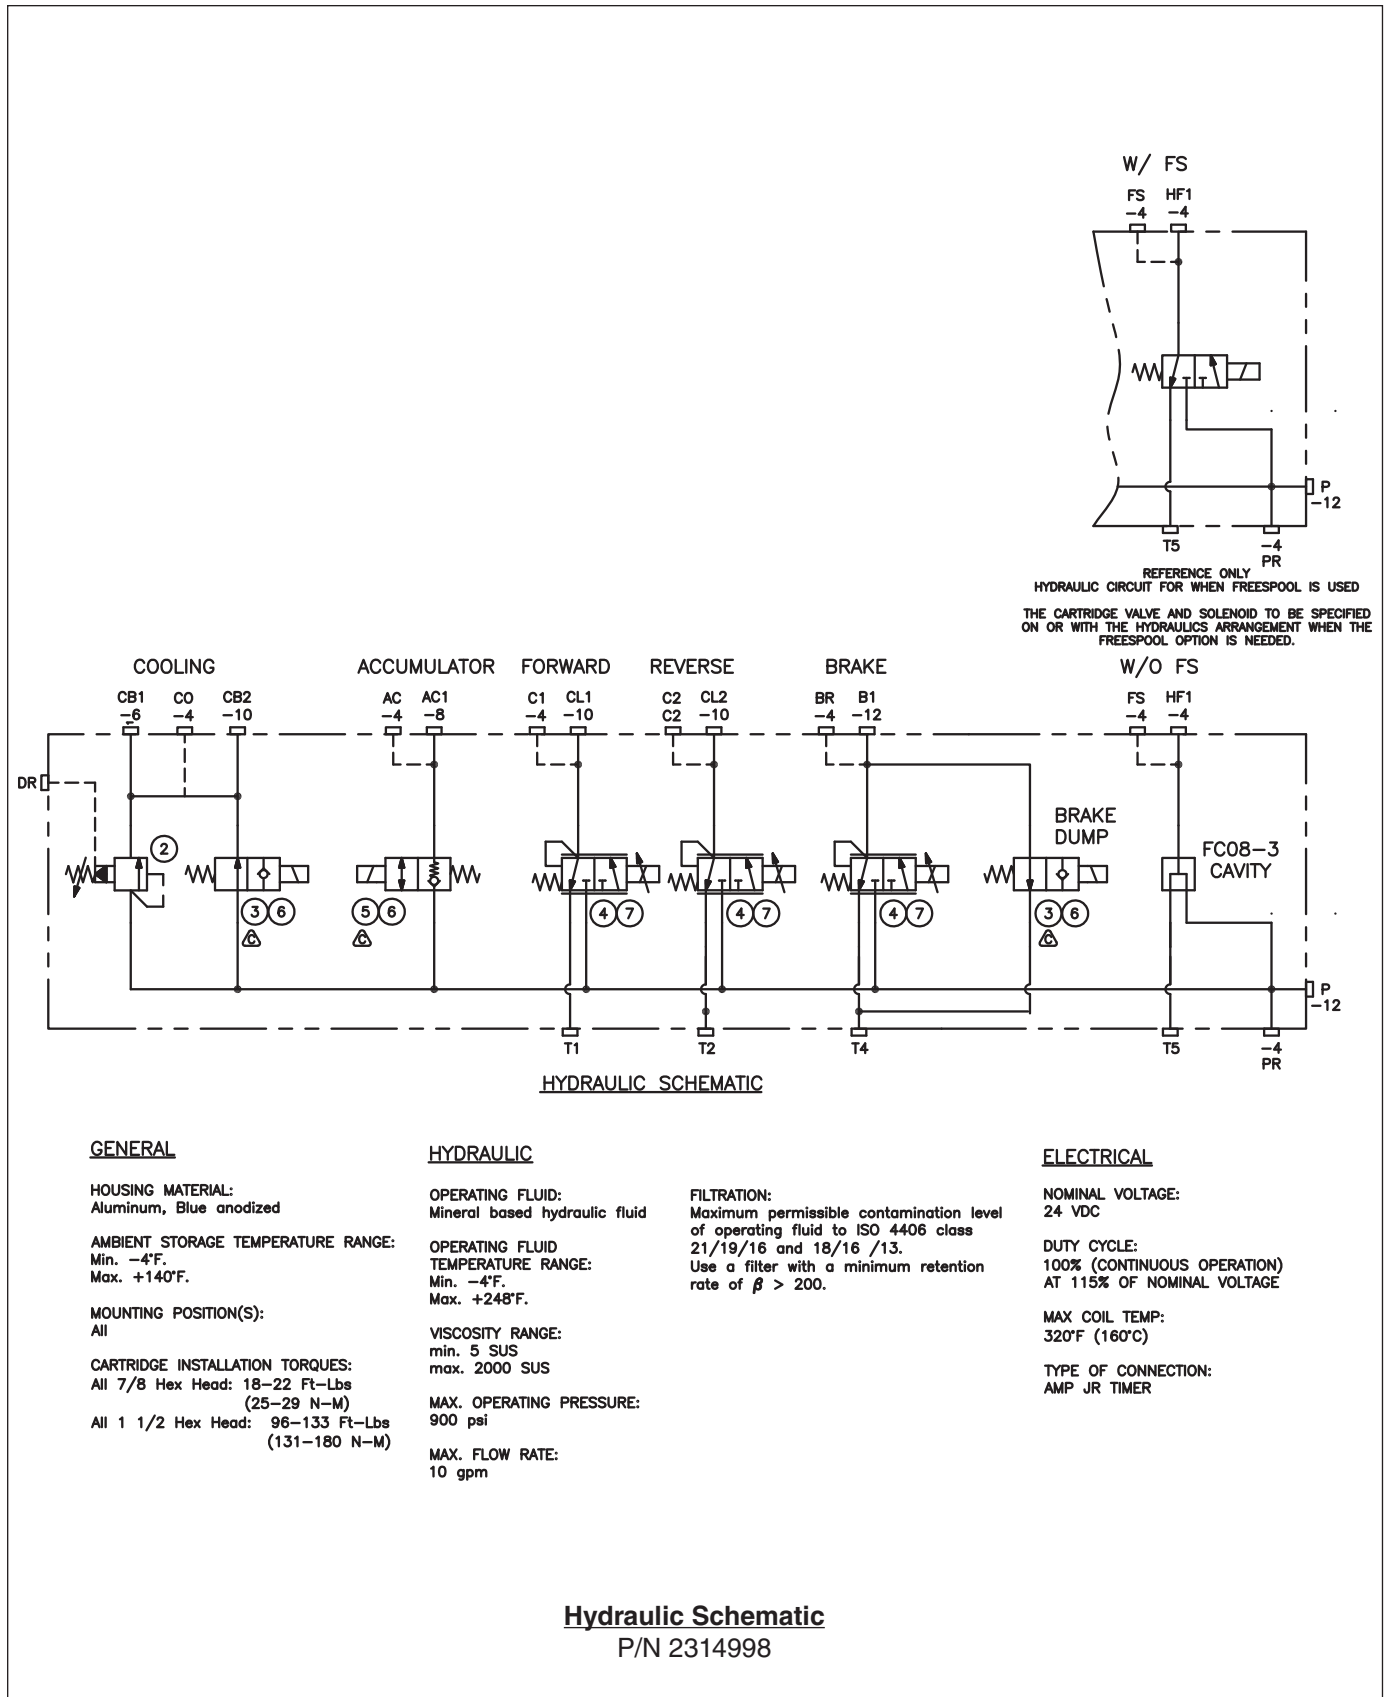 W/ FS
FS HF1
-4 -4
P
-12
T5 -4
PR
REFERENCE ONLY
HYDRAULIC CIRCUIT FOR WHEN FREESPOOL IS USED
THE CARTRIDGE VALVE AND SOLENOID TO BE SPECIFIED
ON OR WITH THE HYDRAULICS ARRANGEMENT WHEN THE
FREESPOOL OPTION IS NEEDED.
COOLING ACCUMULATOR FORWARD REVERSE BRAKE W/O FS
CB1 CO CB2 AC AC1 C1 CL1 C2 CL2 BR B1 FS HF1
-6 -4 -10 -4 -8 -4 -10 C2 -10 -4 -12 -4 -4
DR
BRAKE
DUMP
2
FC08-3
CAVITY
3 6 5 6 4 7 4 7 4 7 3 6
C C C
P
-12
T1 T2 T4 T5 -4
PR
HYDRAULIC SCHEMATIC
GENERAL
HOUSING MATERIAL:
Aluminum, Blue anodized
AMBIENT STORAGE TEMPERATURE RANGE:
Min. -4°F.
Max. +140°F.
MOUNTING POSITION(S):
All
CARTRIDGE INSTALLATION TORQUES:
All 7/8 Hex Head: 18-22 Ft-Lbs
(25-29 N-M)
All 1 1/2 Hex Head: 96-133 Ft-Lbs
(131-180 N-M)
HYDRAULIC
OPERATING FLUID:
Mineral based hydraulic fluid
OPERATING FLUID
TEMPERATURE RANGE:
Min. -4°F.
Max. +248°F.
VISCOSITY RANGE:
min. 5 SUS
max. 2000 SUS
MAX. OPERATING PRESSURE:
900 psi
MAX. FLOW RATE:
10 gpm
FILTRATION:
Maximum permissible contamination level
of operating fluid to ISO 4406 class
21/19/16 and 18/16 /13.
Use a filter with a minimum retention
rate of β > 200.
ELECTRICAL
NOMINAL VOLTAGE:
24 VDC
DUTY CYCLE:
100% (CONTINUOUS OPERATION)
AT 115% OF NOMINAL VOLTAGE
MAX COIL TEMP:
320°F (160°C)
TYPE OF CONNECTION:
AMP JR TIMER
Hydraulic Schematic
P/N 2314998